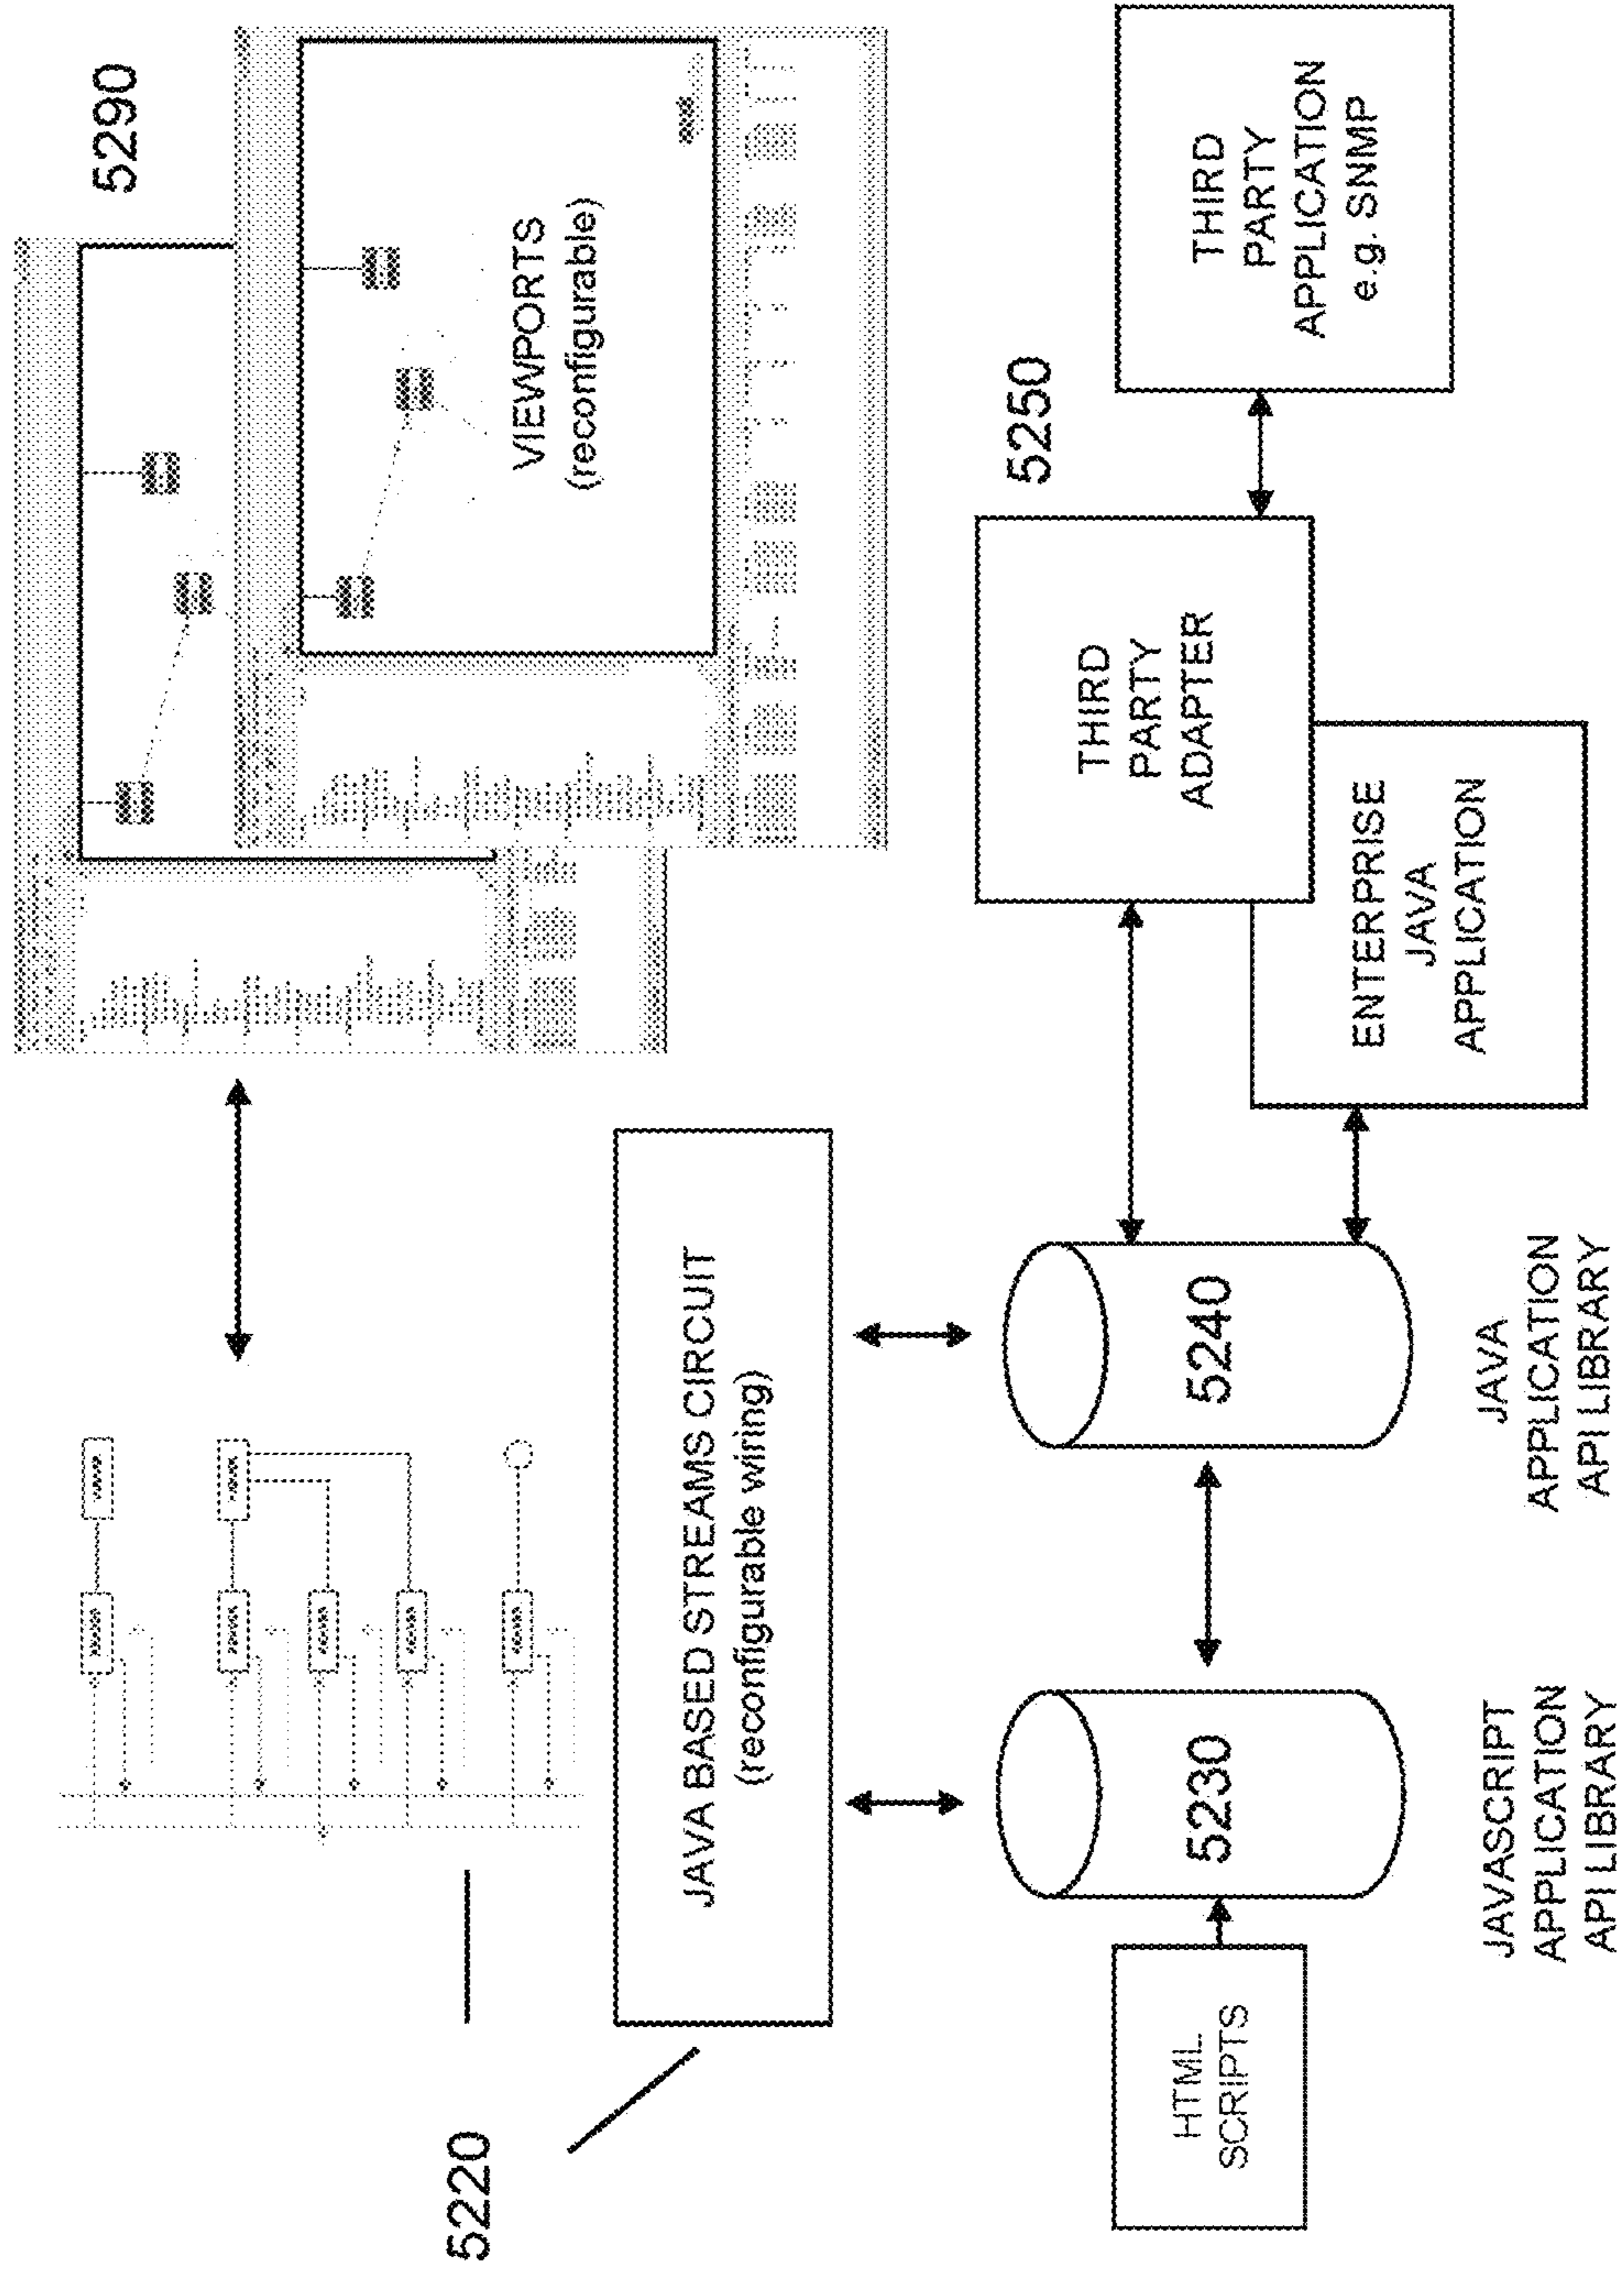 5290
VIEWPORTS
(reconfigurable)
5220
JAVA BASED STREAMS CIRCUIT
(reconfigurable wiring)
5250
THIRD
PARTY
APPLICATION
e.g. SNMP
THIRD
PARTY
ADAPTER
ENTERPRISE
JAVA
APPLICATION
HTML
SCRIPTS
5230
5240
JAVASCRIPT
APPLICATION
API LIBRARY
JAVA
APPLICATION
API LIBRARY